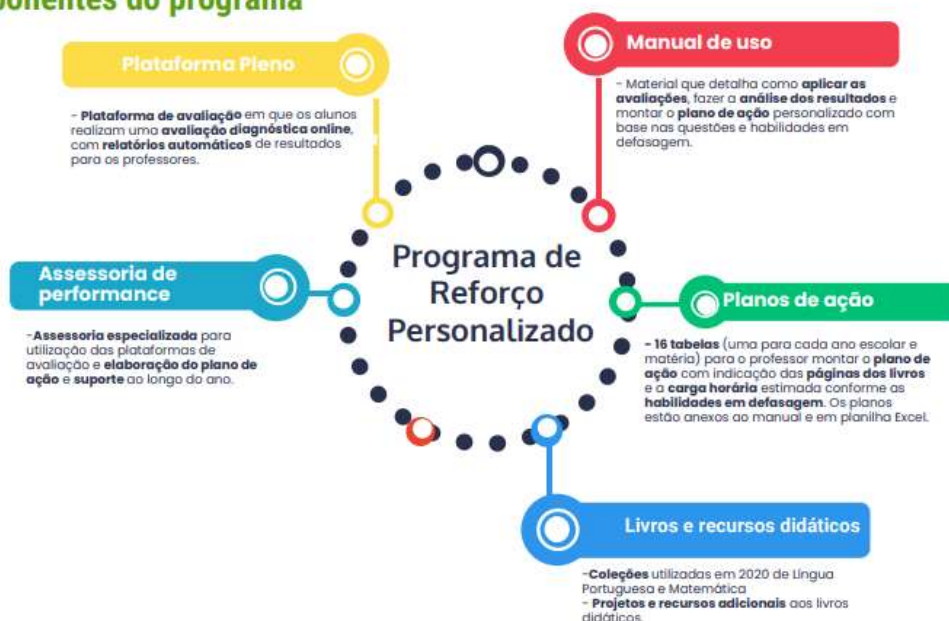 ponentes do programa
Plataforma Pleno
- Plataforma de avaliação em que os alunos
realizam uma avaliação diagnóstica online,
com relatórios automáticos de resultados
para os professores.
Manual de uso
- Material que detalha como aplicar as
avaliações, fazer a análise dos resultados e
montar o plano de ação personalizado com
base nas questões e habilidades em
defasagem.
Programa de
Reforço
Personalizado
Assessoria de
performance
-Assessoria especializada para
utilização das plataformas de
avaliação e elaboração do plano de
ação e suporte ao longo do ano.
Planos de ação
- 16 tabelas (uma para cada ano escolar e
matéria) para o professor montar o plano de
ação com indicação das páginas dos livros
e a carga horária estimada conforme as
habilidades em defasagem. Os planos
estão anexos ao manual e em planilha Excel.
Livros e recursos didáticos
-Coleções utilizadas em 2020 de Língua
Portuguesa e Matemática
- Projetos e recursos adicionais aos livros
didáticos.